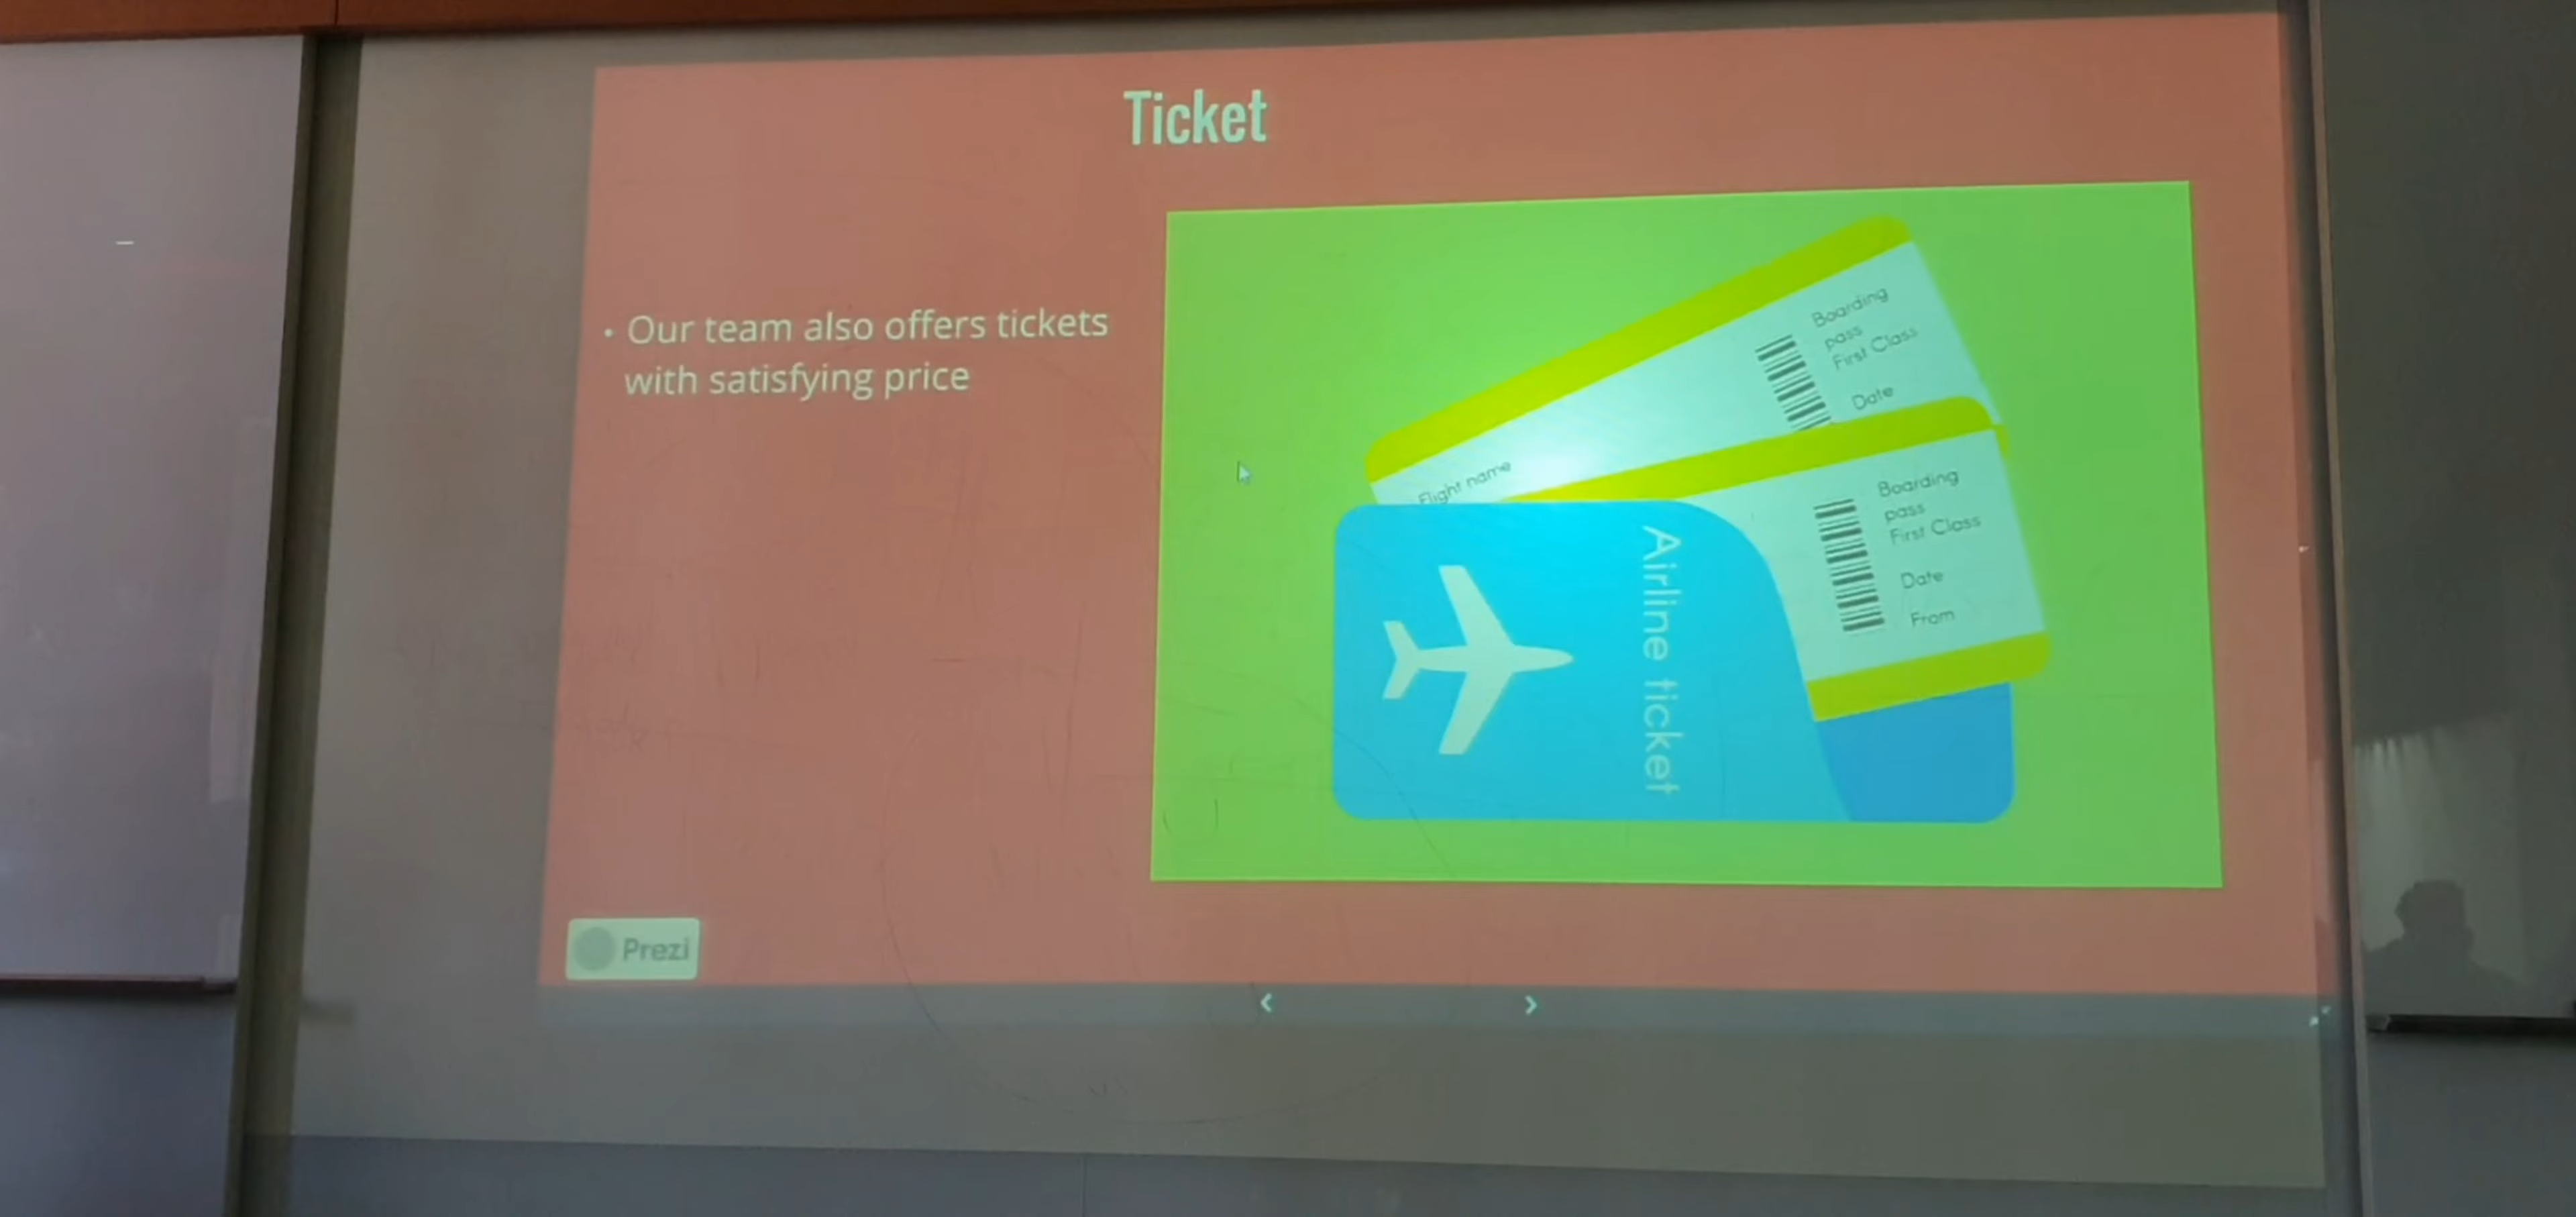 Ticket
• Our team also offers tickets
with satisfying price
Boarding
pass
First Class
Date
Flight name
Boarding
pass
First Class
Date
From
Airline ticket
Prezi